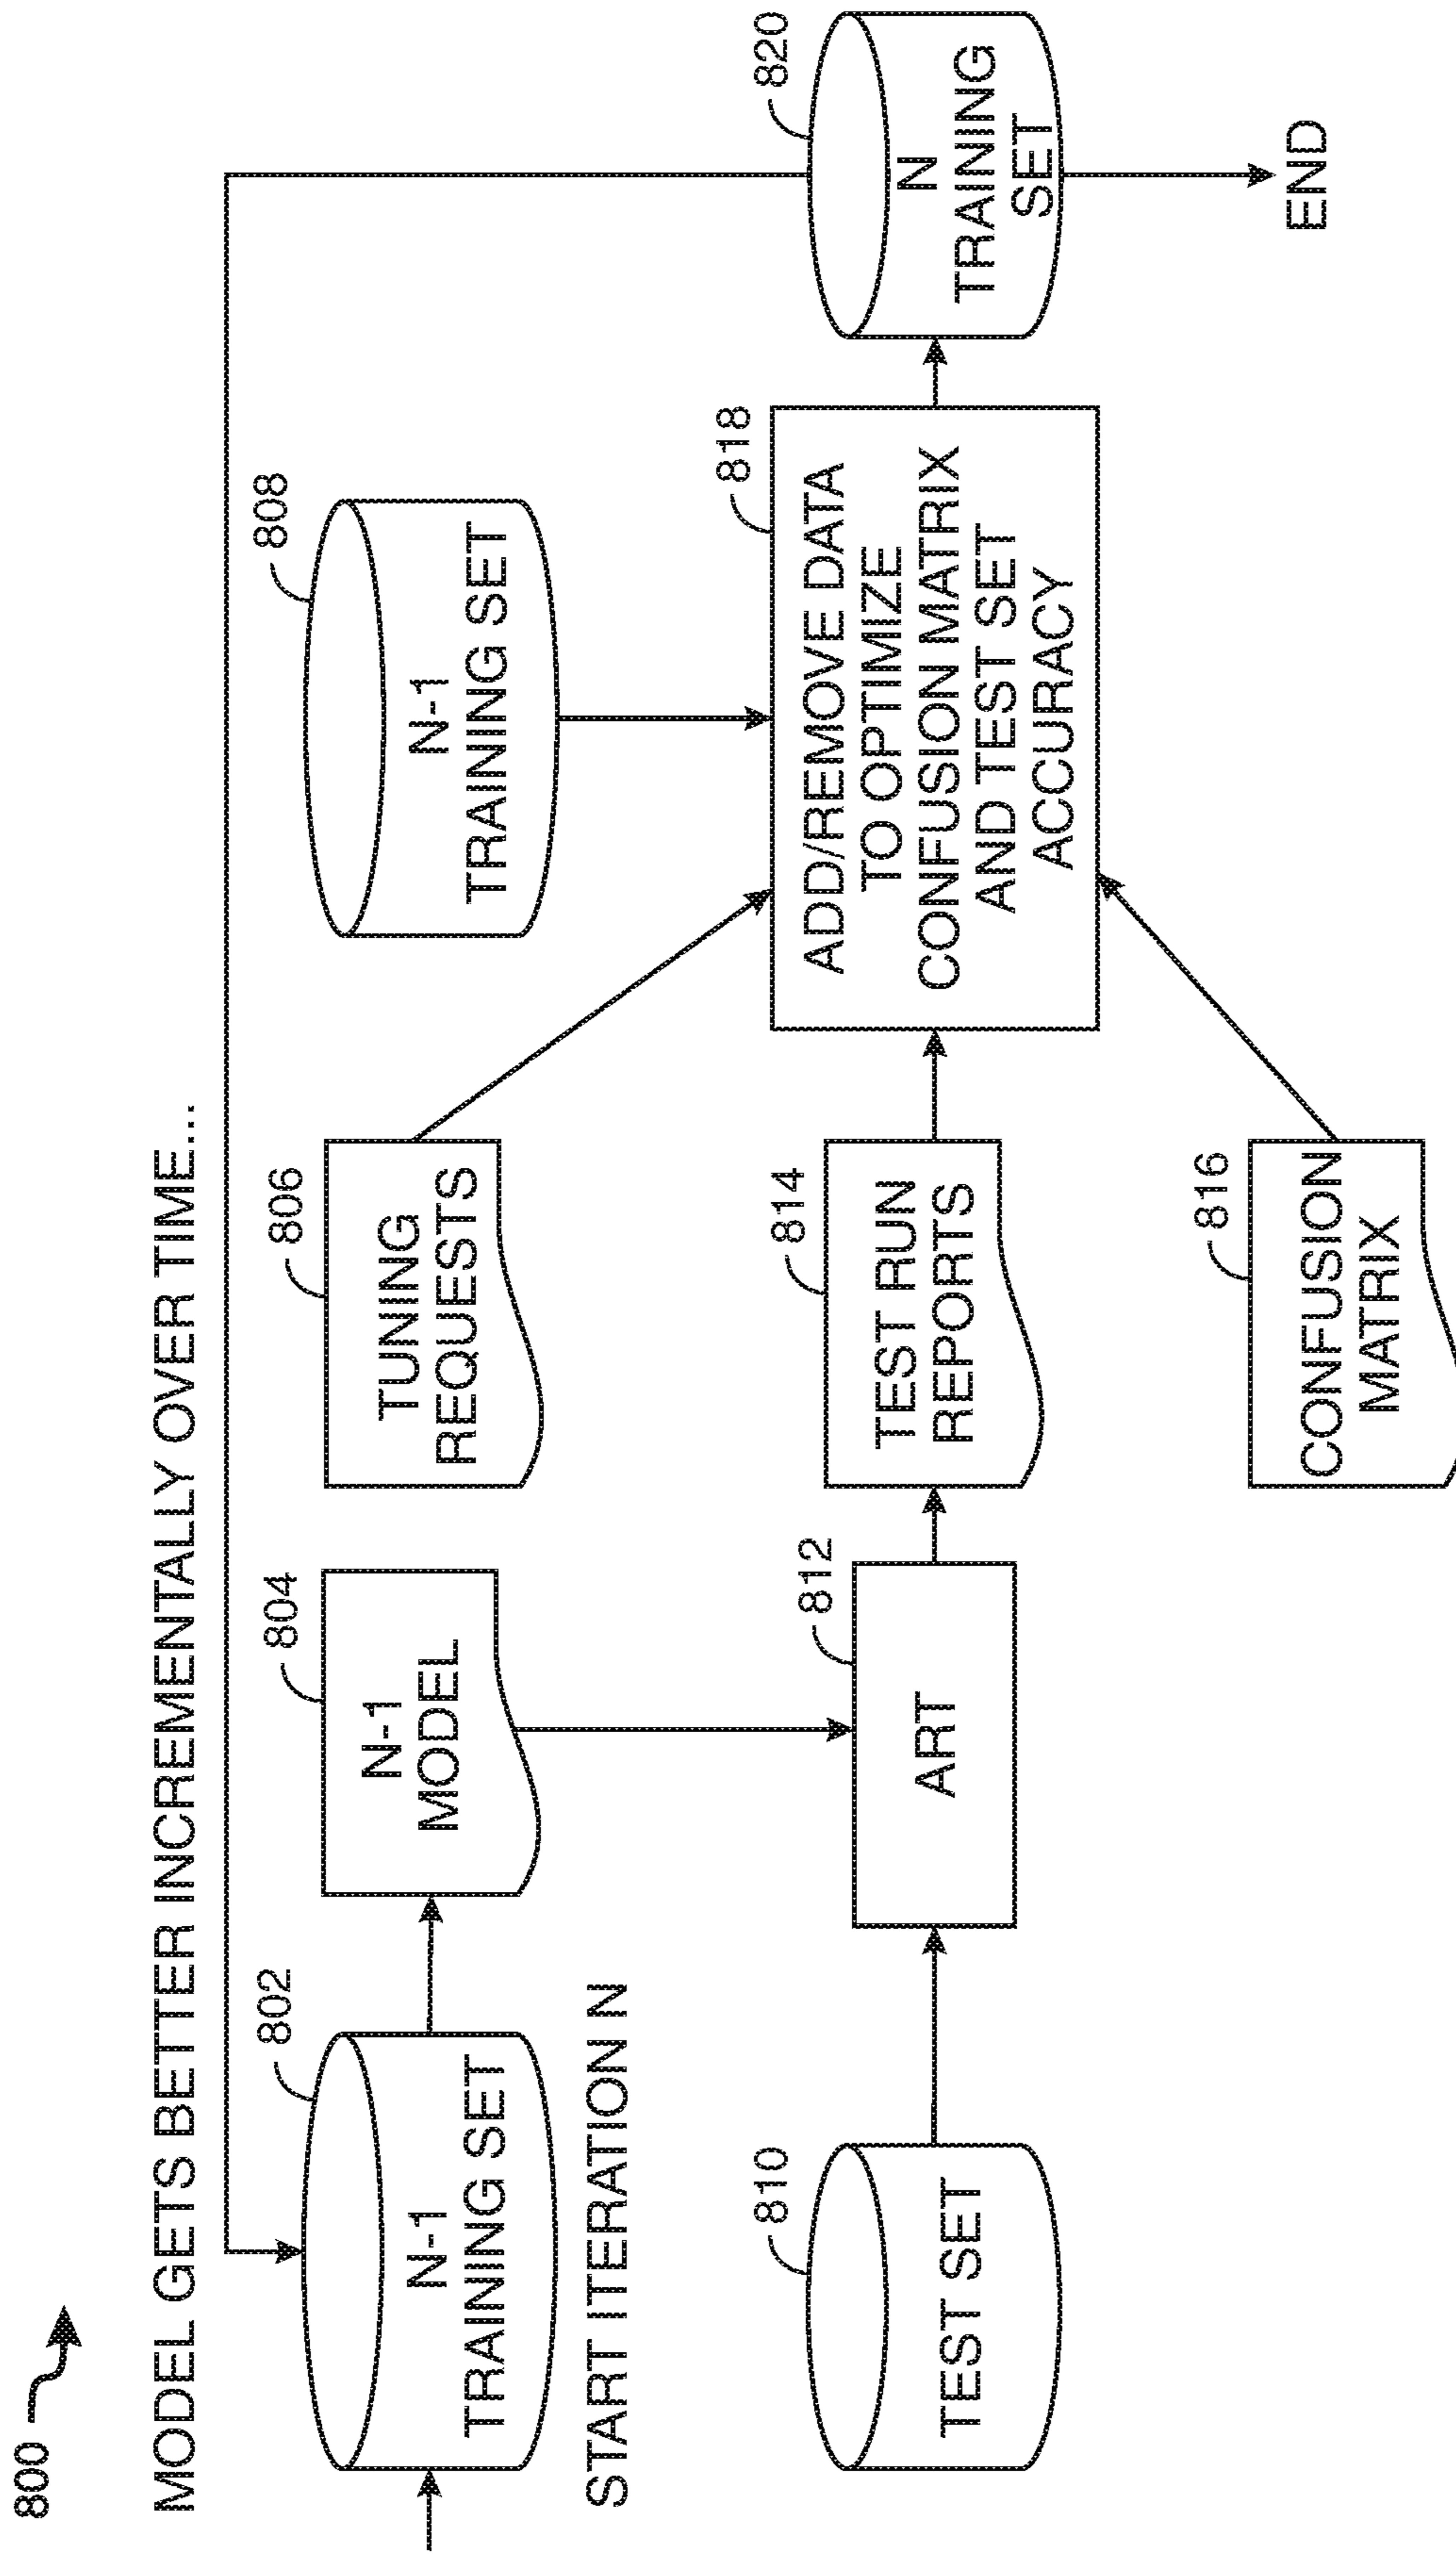 800
MODEL GETS BETTER INCREMENTALLY OVER TIME...
802
N-1
TRAINING SET
START ITERATION N
804
N-1
MODEL
806
TUNING
REQUESTS
808
N-1
TRAINING SET
810
TEST SET
812
ART
814
TEST RUN
REPORTS
816
CONFUSION
MATRIX
818
ADD/REMOVE DATA
TO OPTIMIZE
CONFUSION MATRIX
AND TEST SET
ACCURACY
820
N
TRAINING
SET
END